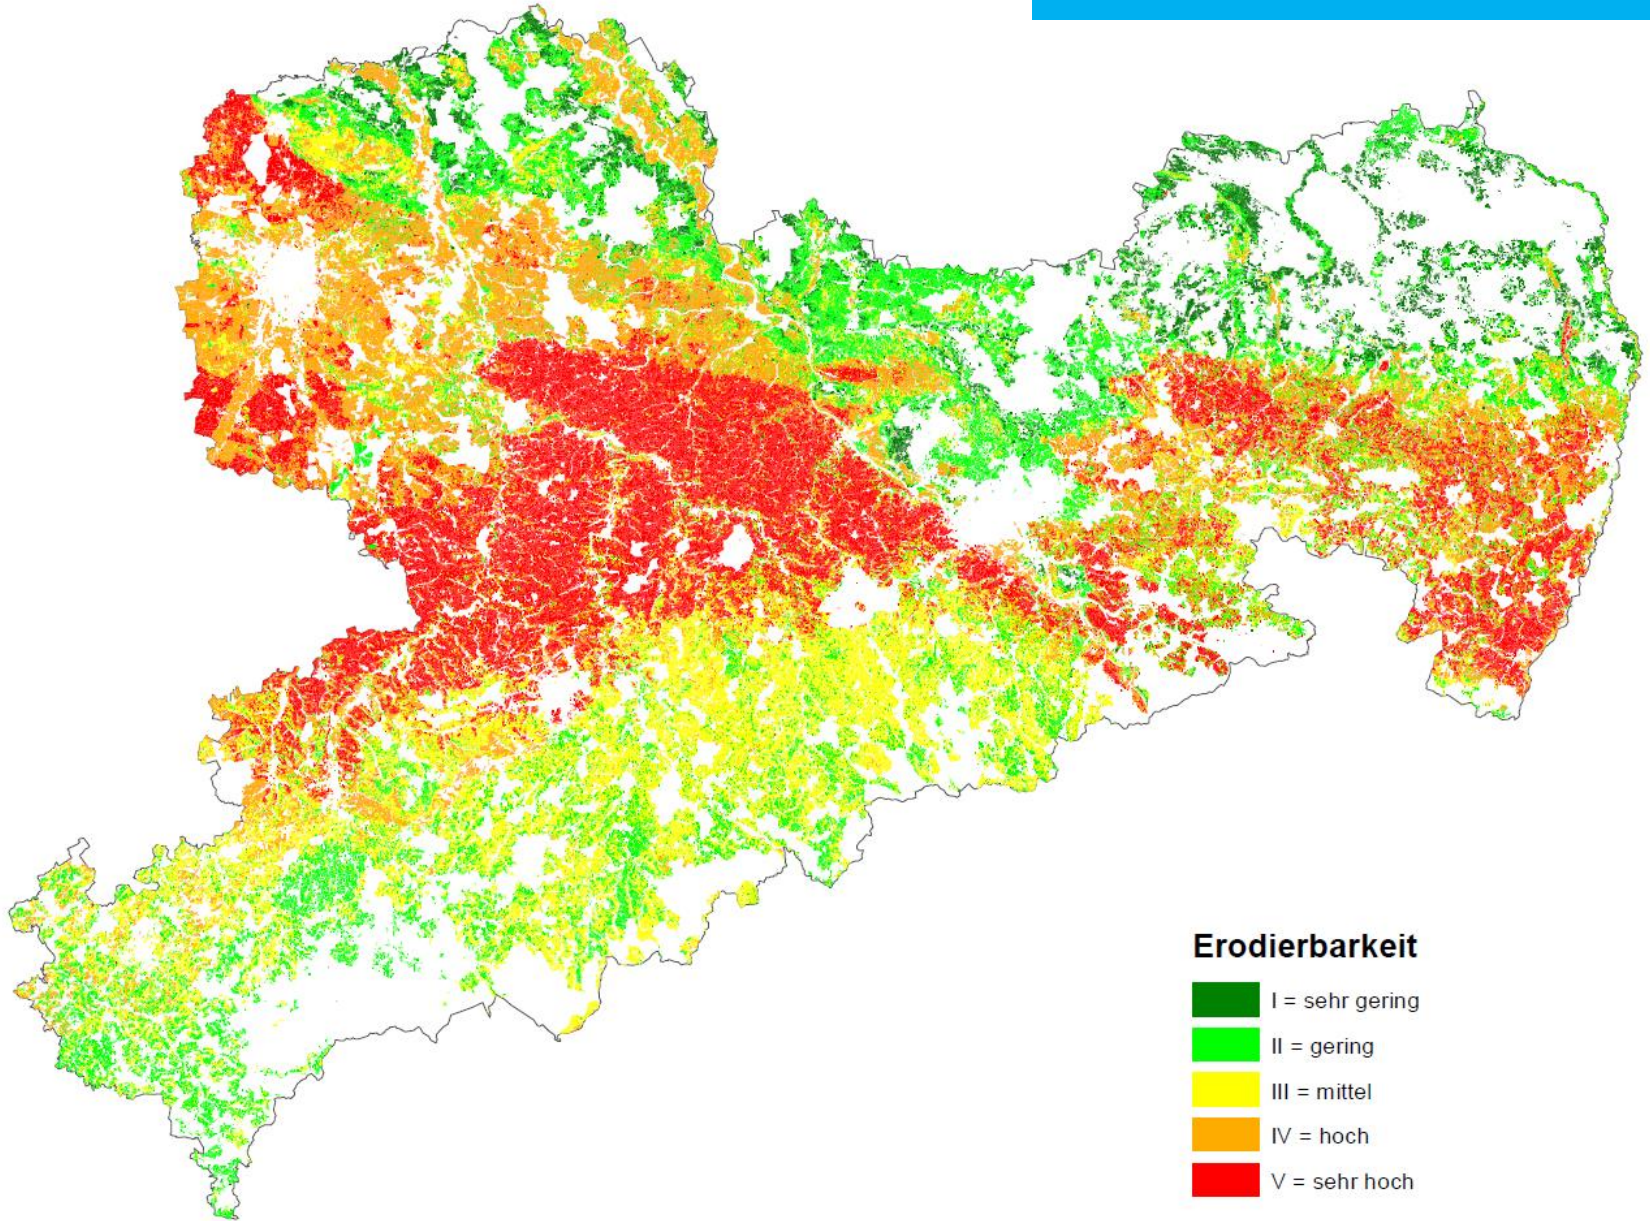 Erodierbarkeit
I = sehr gering
II = gering
III = mittel
IV = hoch
V = sehr hoch